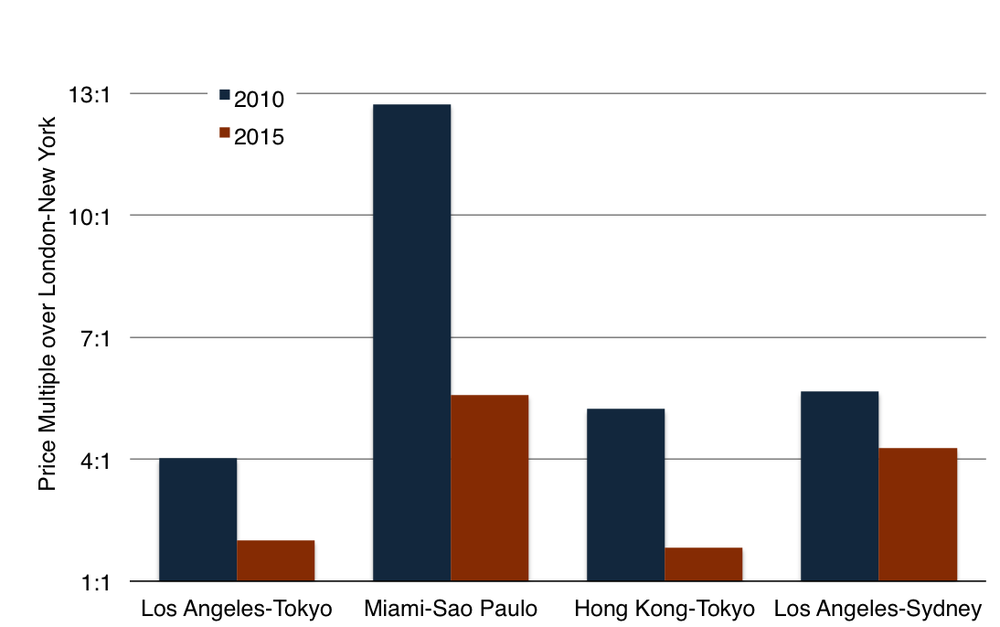 2010
2015
Price Multiple over London-New York
13:1
10:1
7:1
4:1
1:1
Los Angeles-Tokyo
Miami-Sao Paulo
Hong Kong-Tokyo
Los Angeles-Sydney